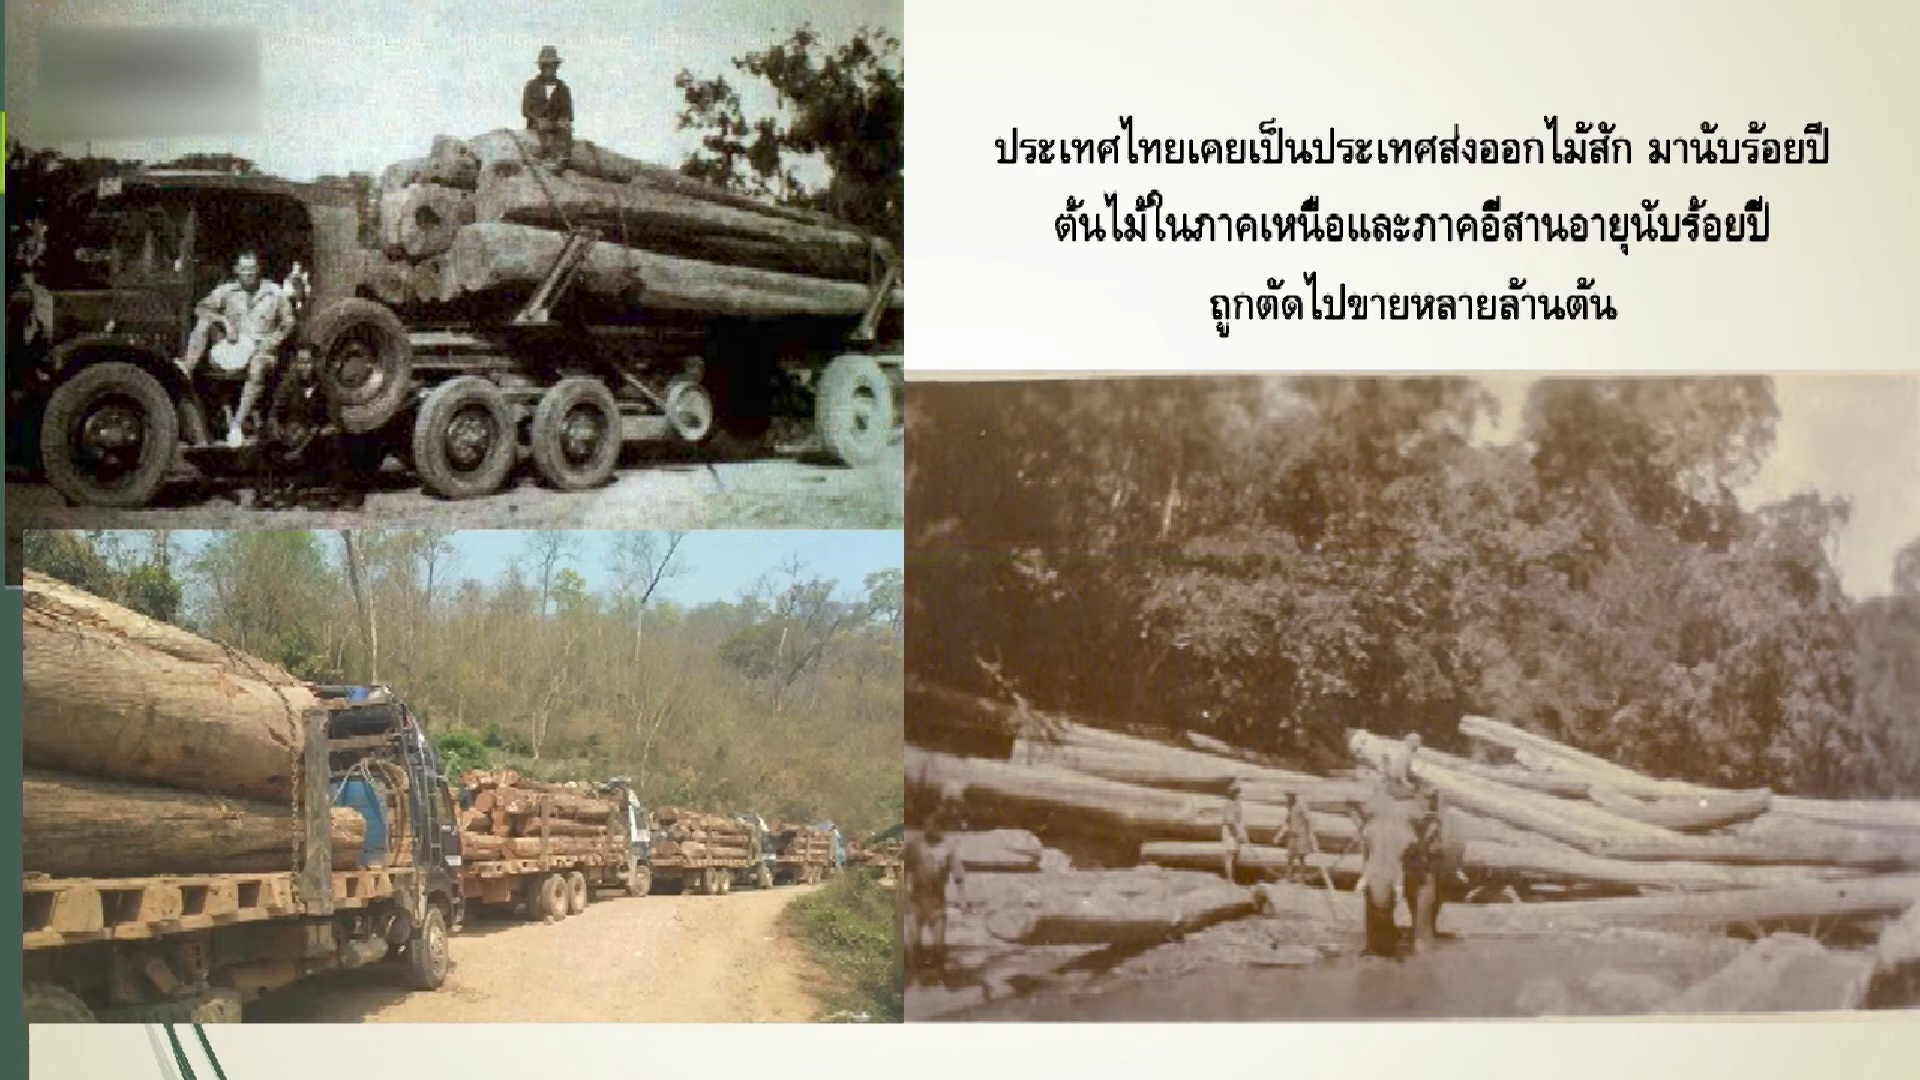 ประเทศไทยเคยเป็นประเทศส่งออกไม้สัก มานับร้อยปี
ต้นไม้ในภาคเหนือและภาคอีสานอายุนับร้อยปี
ถูกตัดไปขายหลายล้านต้น